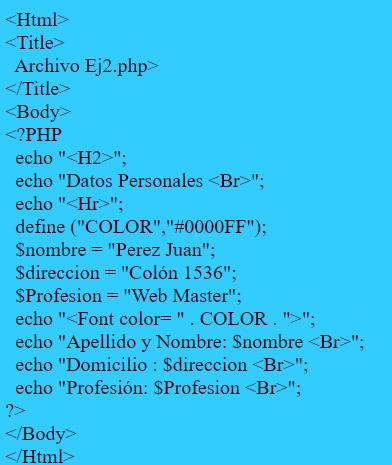 <Html>
<Title>
Archivo Ej2.php>
</Title>
<Body>
<?PHP
echo "<H2>";
echo "Datos Personales <Br>";
echo "<Hr>";
define ("COLOR","#0000FF");
$nombre = "Perez Juan";
$direccion = "Colón 1536";
$Profesion = "Web Master";
echo "<Font color= " . COLOR . ">";
echo "Apellido y Nombre: $nombre <Br>";
echo "Domicilio : $direccion <Br>";
echo "Profesión: $Profesion <Br>";
?>
</Body>
</Html>